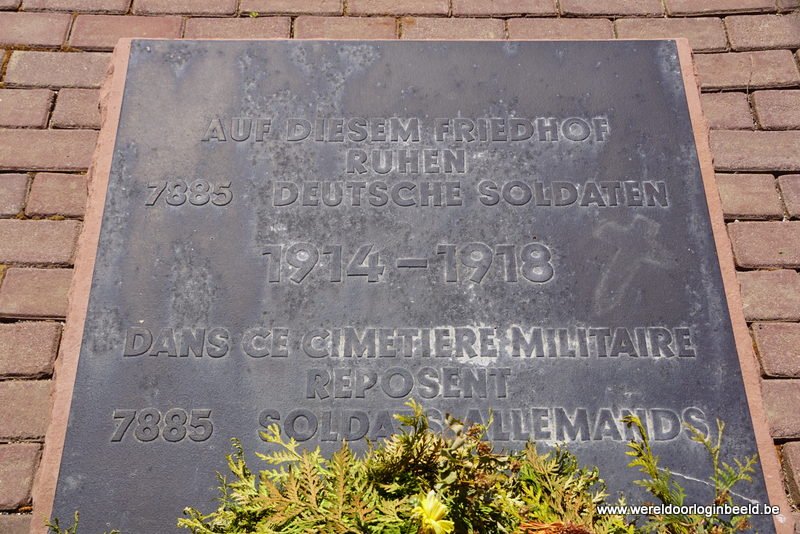 AUF DIESEM FRIEDHOF
RUHEN
7885 DEUTSCHE SOLDATEN
1914-1918
DANS CE CIMETIERE MILITAIRE
REPOSENT
7885 SOLDATS ALLEMANDS
www.wereldoorloginbeeld.be